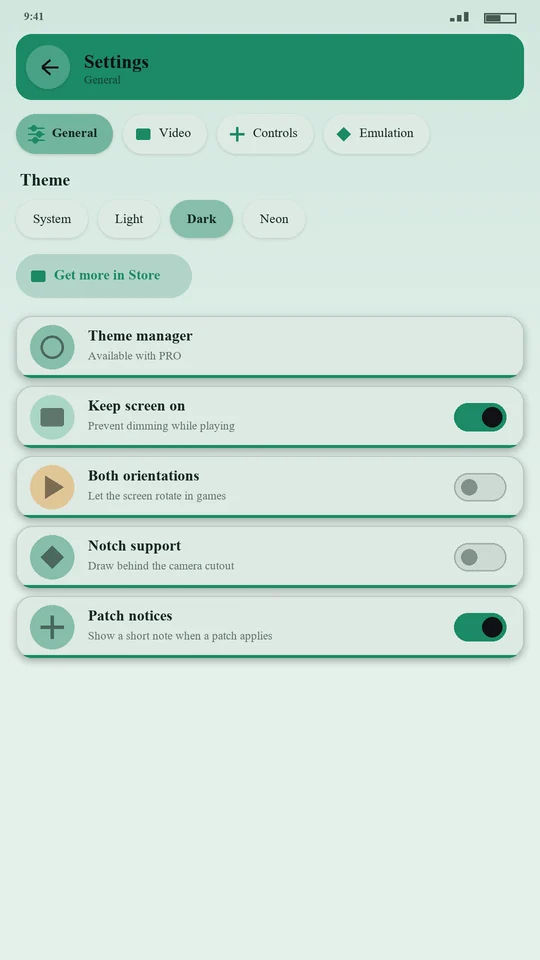 9:41
Settings
General
General
Video
Controls
Emulation
Theme
System
Light
Dark
Neon
Get more in Store
Theme manager
Available with PRO
Keep screen on
Prevent dimming while playing
Both orientations
Let the screen rotate in games
Notch support
Draw behind the camera cutout
Patch notices
Show a short note when a patch applies